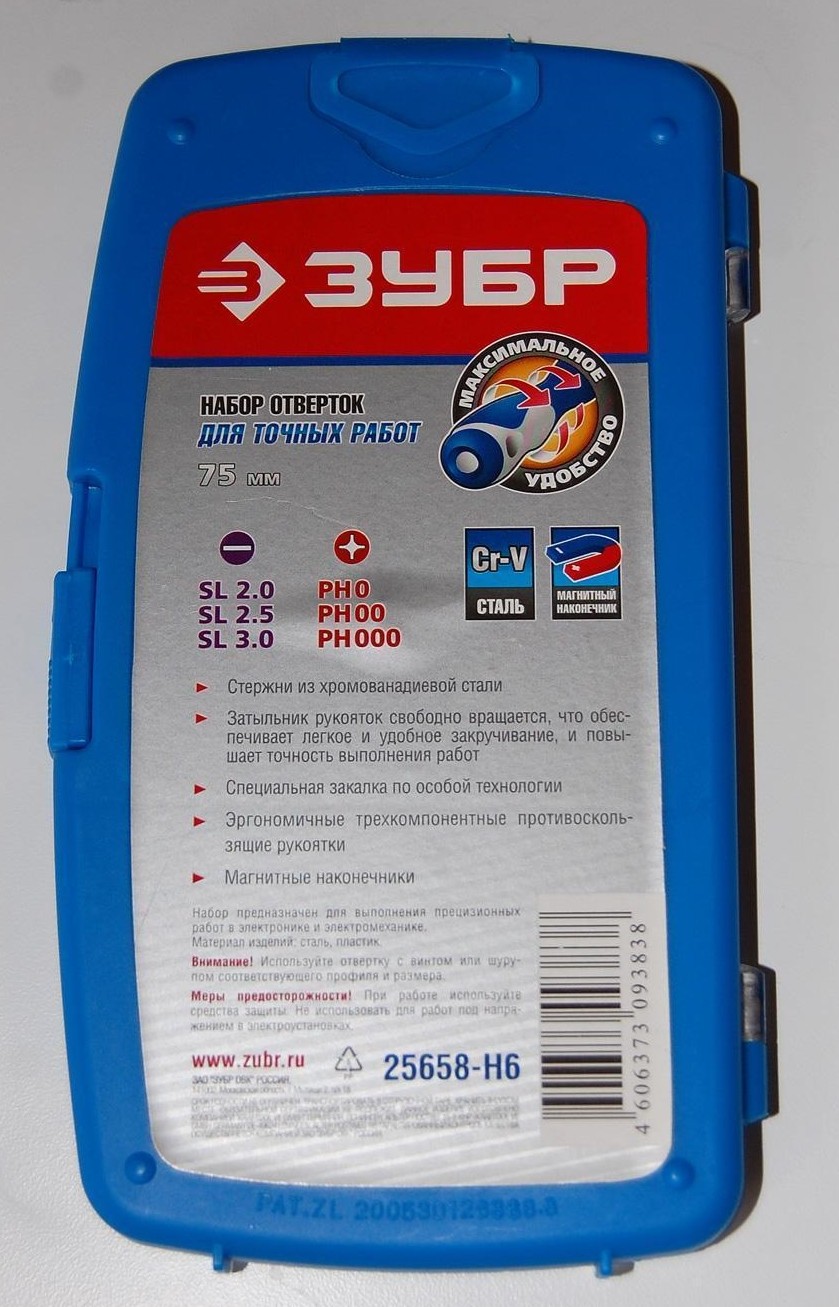 ЗУБР
МАКСИМАЛЬНОЕ
УДОБСТВО
НАБОР ОТВЕРТОК
ДЛЯ ТОЧНЫХ РАБОТ
75 мм
SL 2.0 PH0
SL 2.5 PH00
SL 3.0 PH000
Cr-V
СТАЛЬ
МАГНИТНЫЙ
НАКОНЕЧНИК
Стержни из хромованадиевой стали
Затыльник рукояток свободно вращается, что обес-
печивает легкое и удобное закручивание, и повы-
шает точность выполнения работ
Специальная закалка по особой технологии
Эргономичные трехкомпонентные противосколь-
зящие рукоятки
Магнитные наконечники
Набор предназначен для выполнения прецизионных
работ в электронике и электромеханике.
Материал изделий: сталь, пластик.
Внимание! Используйте отвертку с винтом или шуру-
пом соответствующего профиля и размера.
Меры предосторожности! При работе используйте
средства защиты. Не использовать для работ под напря-
жением в электроустановках.
www.zubr.ru
25658-H6
ЗАО "ЗУБР ОВК" РОССИЯ,
4 606373 093838
PAT.ZL